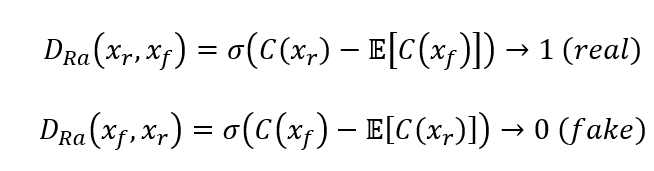 D_{Ra}(x_r, x_f) = σ(C(x_r) − 𝔼[C(x_f)]) → 1 (real)
D_{Ra}(x_f, x_r) = σ(C(x_f) − 𝔼[C(x_r)]) → 0 (fake)